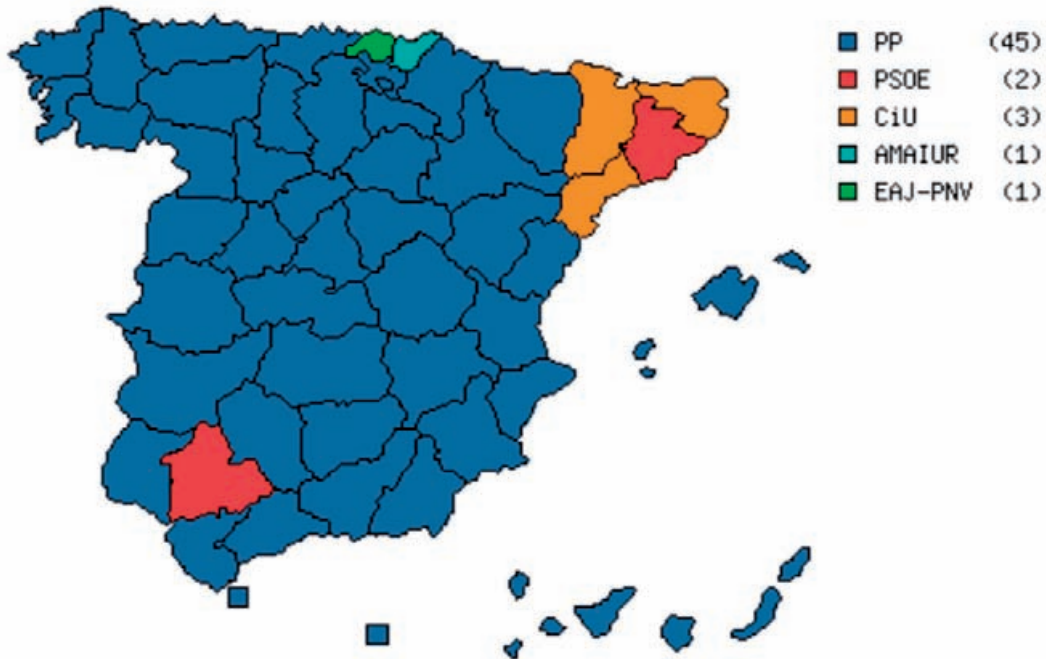 PP (45)
PSOE (2)
CiU (3)
AMAIUR (1)
EAJ-PNV (1)